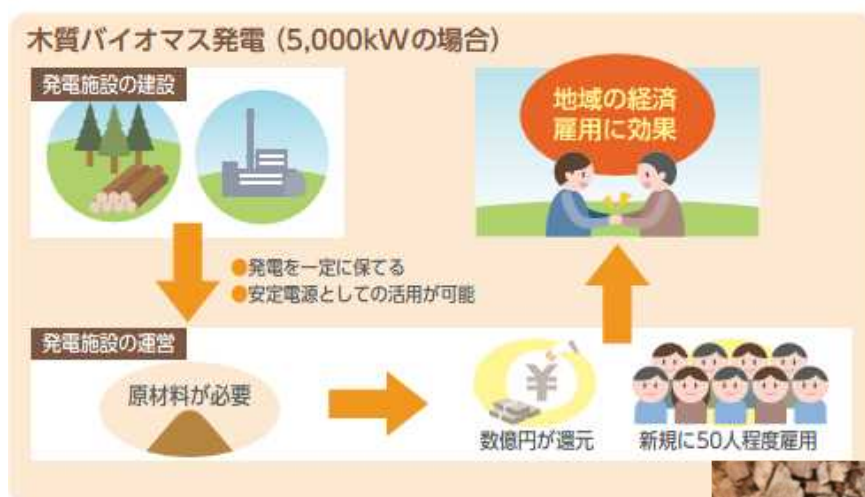 木質バイオマス発電（5,000kWの場合）
発電施設の建設
地域の経済
雇用に効果
●発電を一定に保てる
●安定電源としての活用が可能
発電施設の運営
原材料が必要
¥
数億円が還元
新規に50人程度雇用